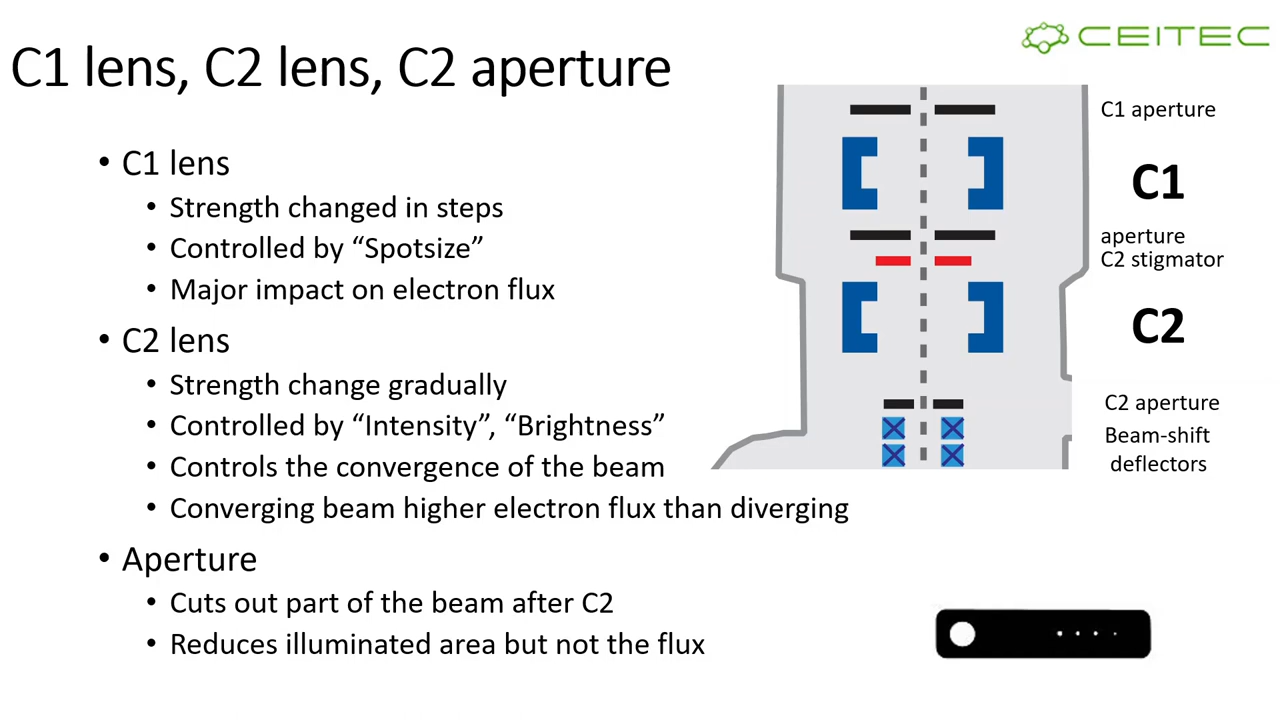 CEITEC
C1 lens, C2 lens, C2 aperture
• C1 lens
• Strength changed in steps
• Controlled by “Spotsize”
• Major impact on electron flux
• C2 lens
• Strength change gradually
• Controlled by “Intensity”, “Brightness”
• Controls the convergence of the beam
• Converging beam higher electron flux than diverging
• Aperture
• Cuts out part of the beam after C2
• Reduces illuminated area but not the flux
C1 aperture
C1
aperture
C2 stigmator
C2
C2 aperture
Beam-shift
deflectors